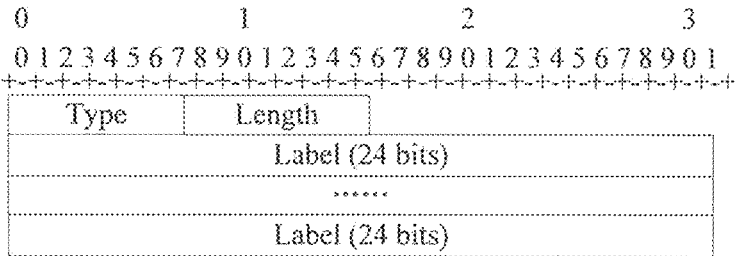 0 1 2 3
0 1 2 3 4 5 6 7 8 9 0 1 2 3 4 5 6 7 8 9 0 1 2 3 4 5 6 7 8 9 0 1
+-+-+-+-+-+-+-+-+-+-+-+-+-+-+-+-+-+-+-+-+-+-+-+-+-+-+-+-+-+-+-+-+
Type Length
Label (24 bits)
......
Label (24 bits)